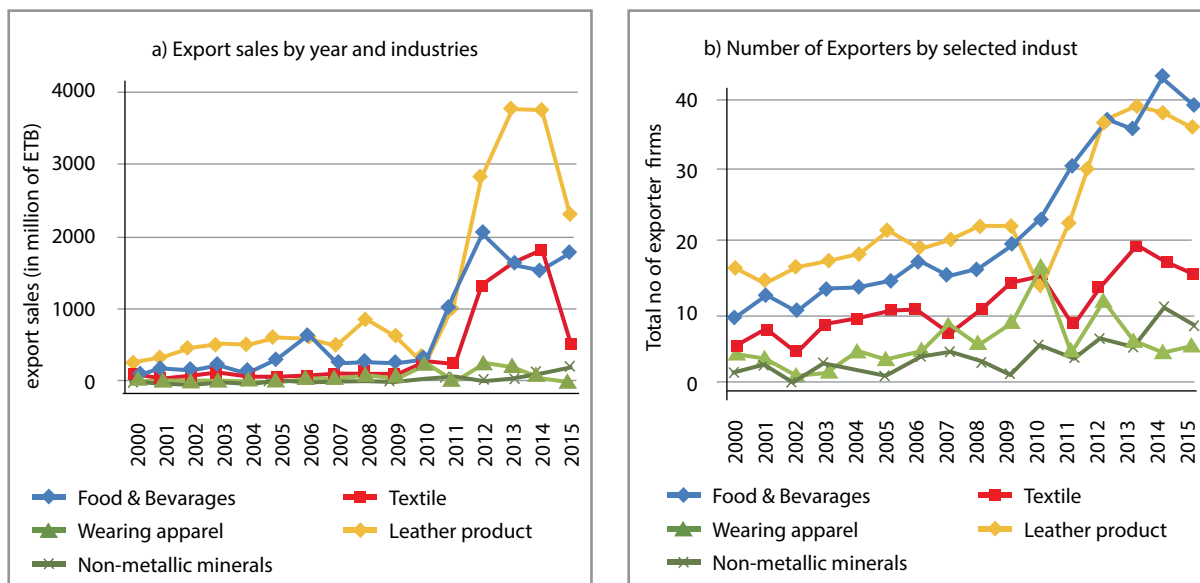 a) Export sales by year and industries
export sales (in million of ETB)
4000
3000
2000
1000
0
2000 2001 2002 2003 2004 2005 2006 2007 2008 2009 2010 2011 2012 2013 2014 2015
Food & Bevarages Textile
Wearing apparel Leather product
Non-metallic minerals
b) Number of Exporters by selected indust
Total no of exporter firms
40
30
20
10
0
2000 2001 2002 2003 2004 2005 2006 2007 2008 2009 2010 2011 2012 2013 2014 2015
Food & Bevarages Textile
Wearing apparel Leather product
Non-metallic minerals